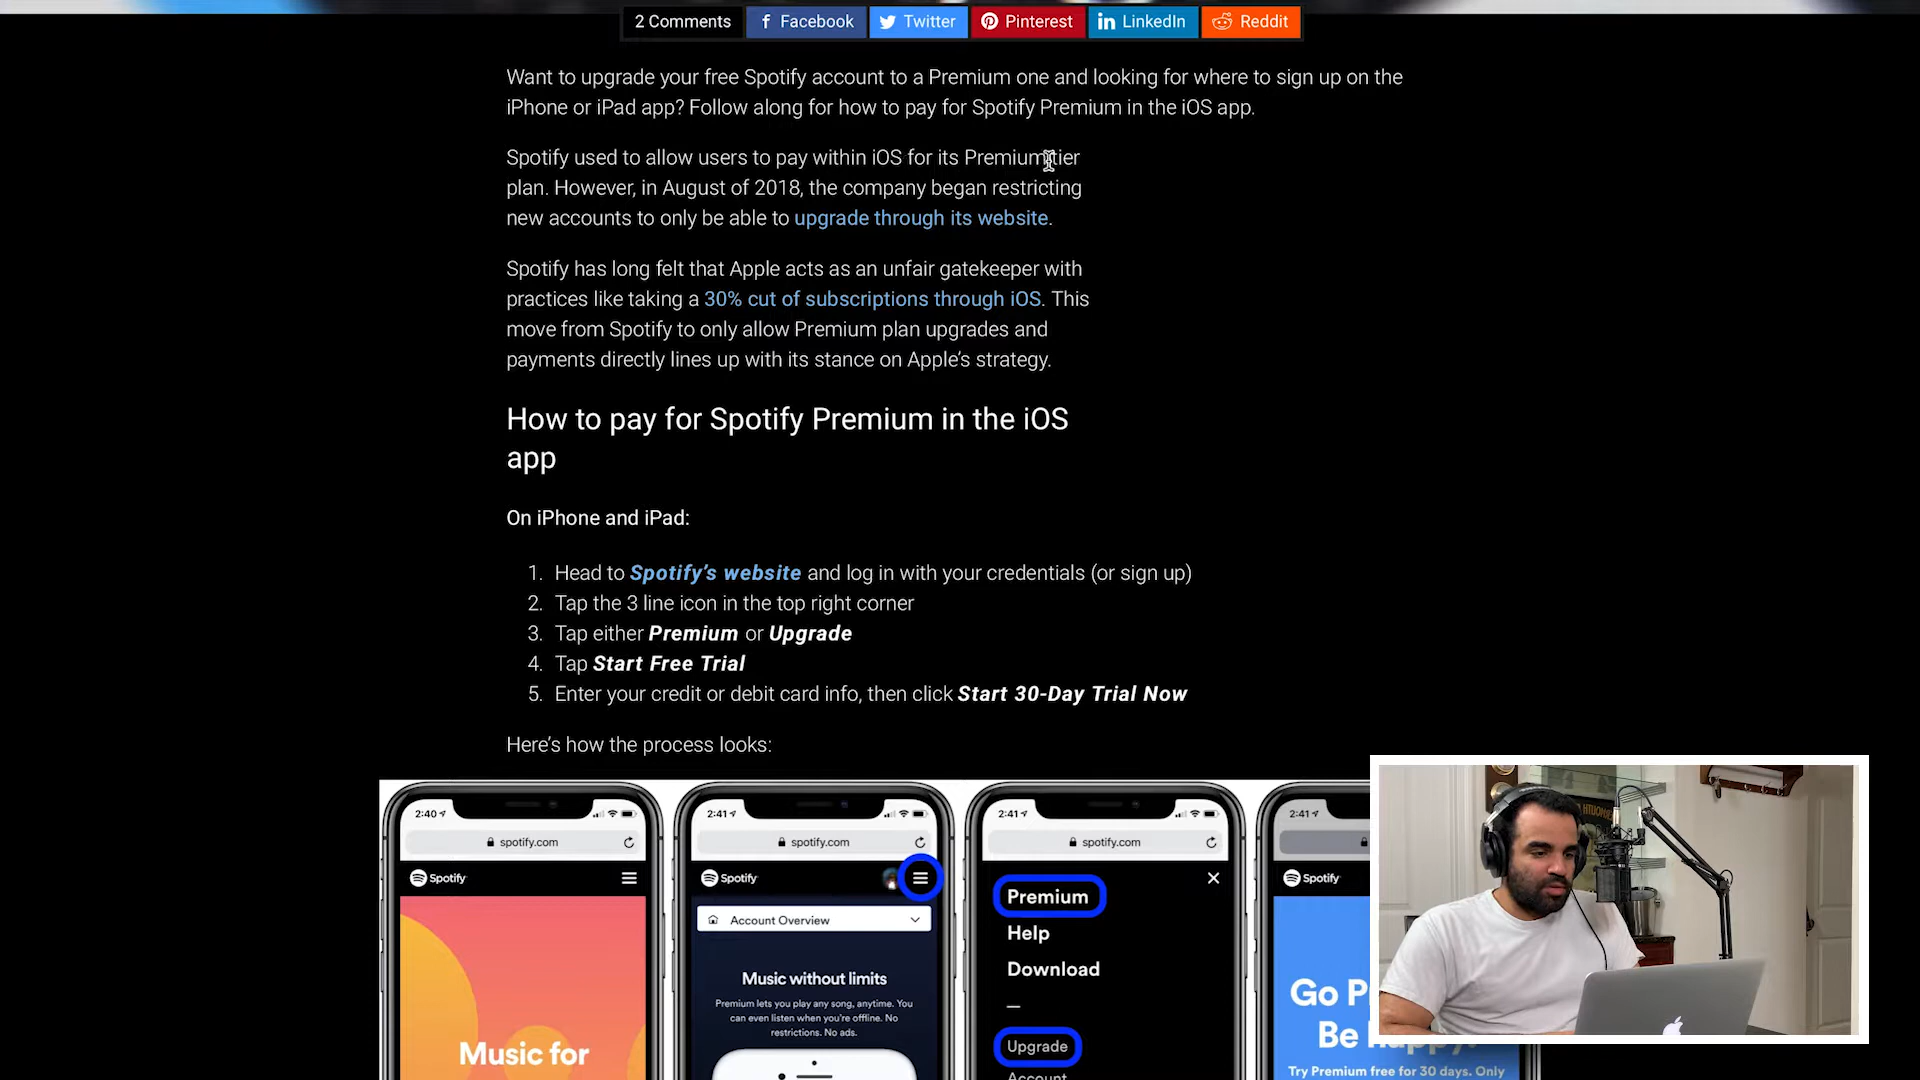 2 Comments
Facebook
Twitter
Pinterest
LinkedIn
Reddit
Want to upgrade your free Spotify account to a Premium one and looking for where to sign up on the
iPhone or iPad app? Follow along for how to pay for Spotify Premium in the iOS app.
Spotify used to allow users to pay within iOS for its Premium tier
plan. However, in August of 2018, the company began restricting
new accounts to only be able to upgrade through its website.
Spotify has long felt that Apple acts as an unfair gatekeeper with
practices like taking a 30% cut of subscriptions through iOS. This
move from Spotify to only allow Premium plan upgrades and
payments directly lines up with its stance on Apple's strategy.
How to pay for Spotify Premium in the iOS
app
On iPhone and iPad:
1. Head to Spotify's website and log in with your credentials (or sign up)
2. Tap the 3 line icon in the top right corner
3. Tap either Premium or Upgrade
4. Tap Start Free Trial
5. Enter your credit or debit card info, then click Start 30-Day Trial Now
Here's how the process looks:
2:40
spotify.com
Spotify
Music for
2:41
spotify.com
Spotify
Account Overview
Music without limits
Premium lets you play any song, anytime. You
can even listen when you're offline. No
restrictions. No ads.
2:41
spotify.com
Premium
Help
Download
Upgrade
Account
2:41
Spotify
Go
Be
Try Premium free for 30 days. Only